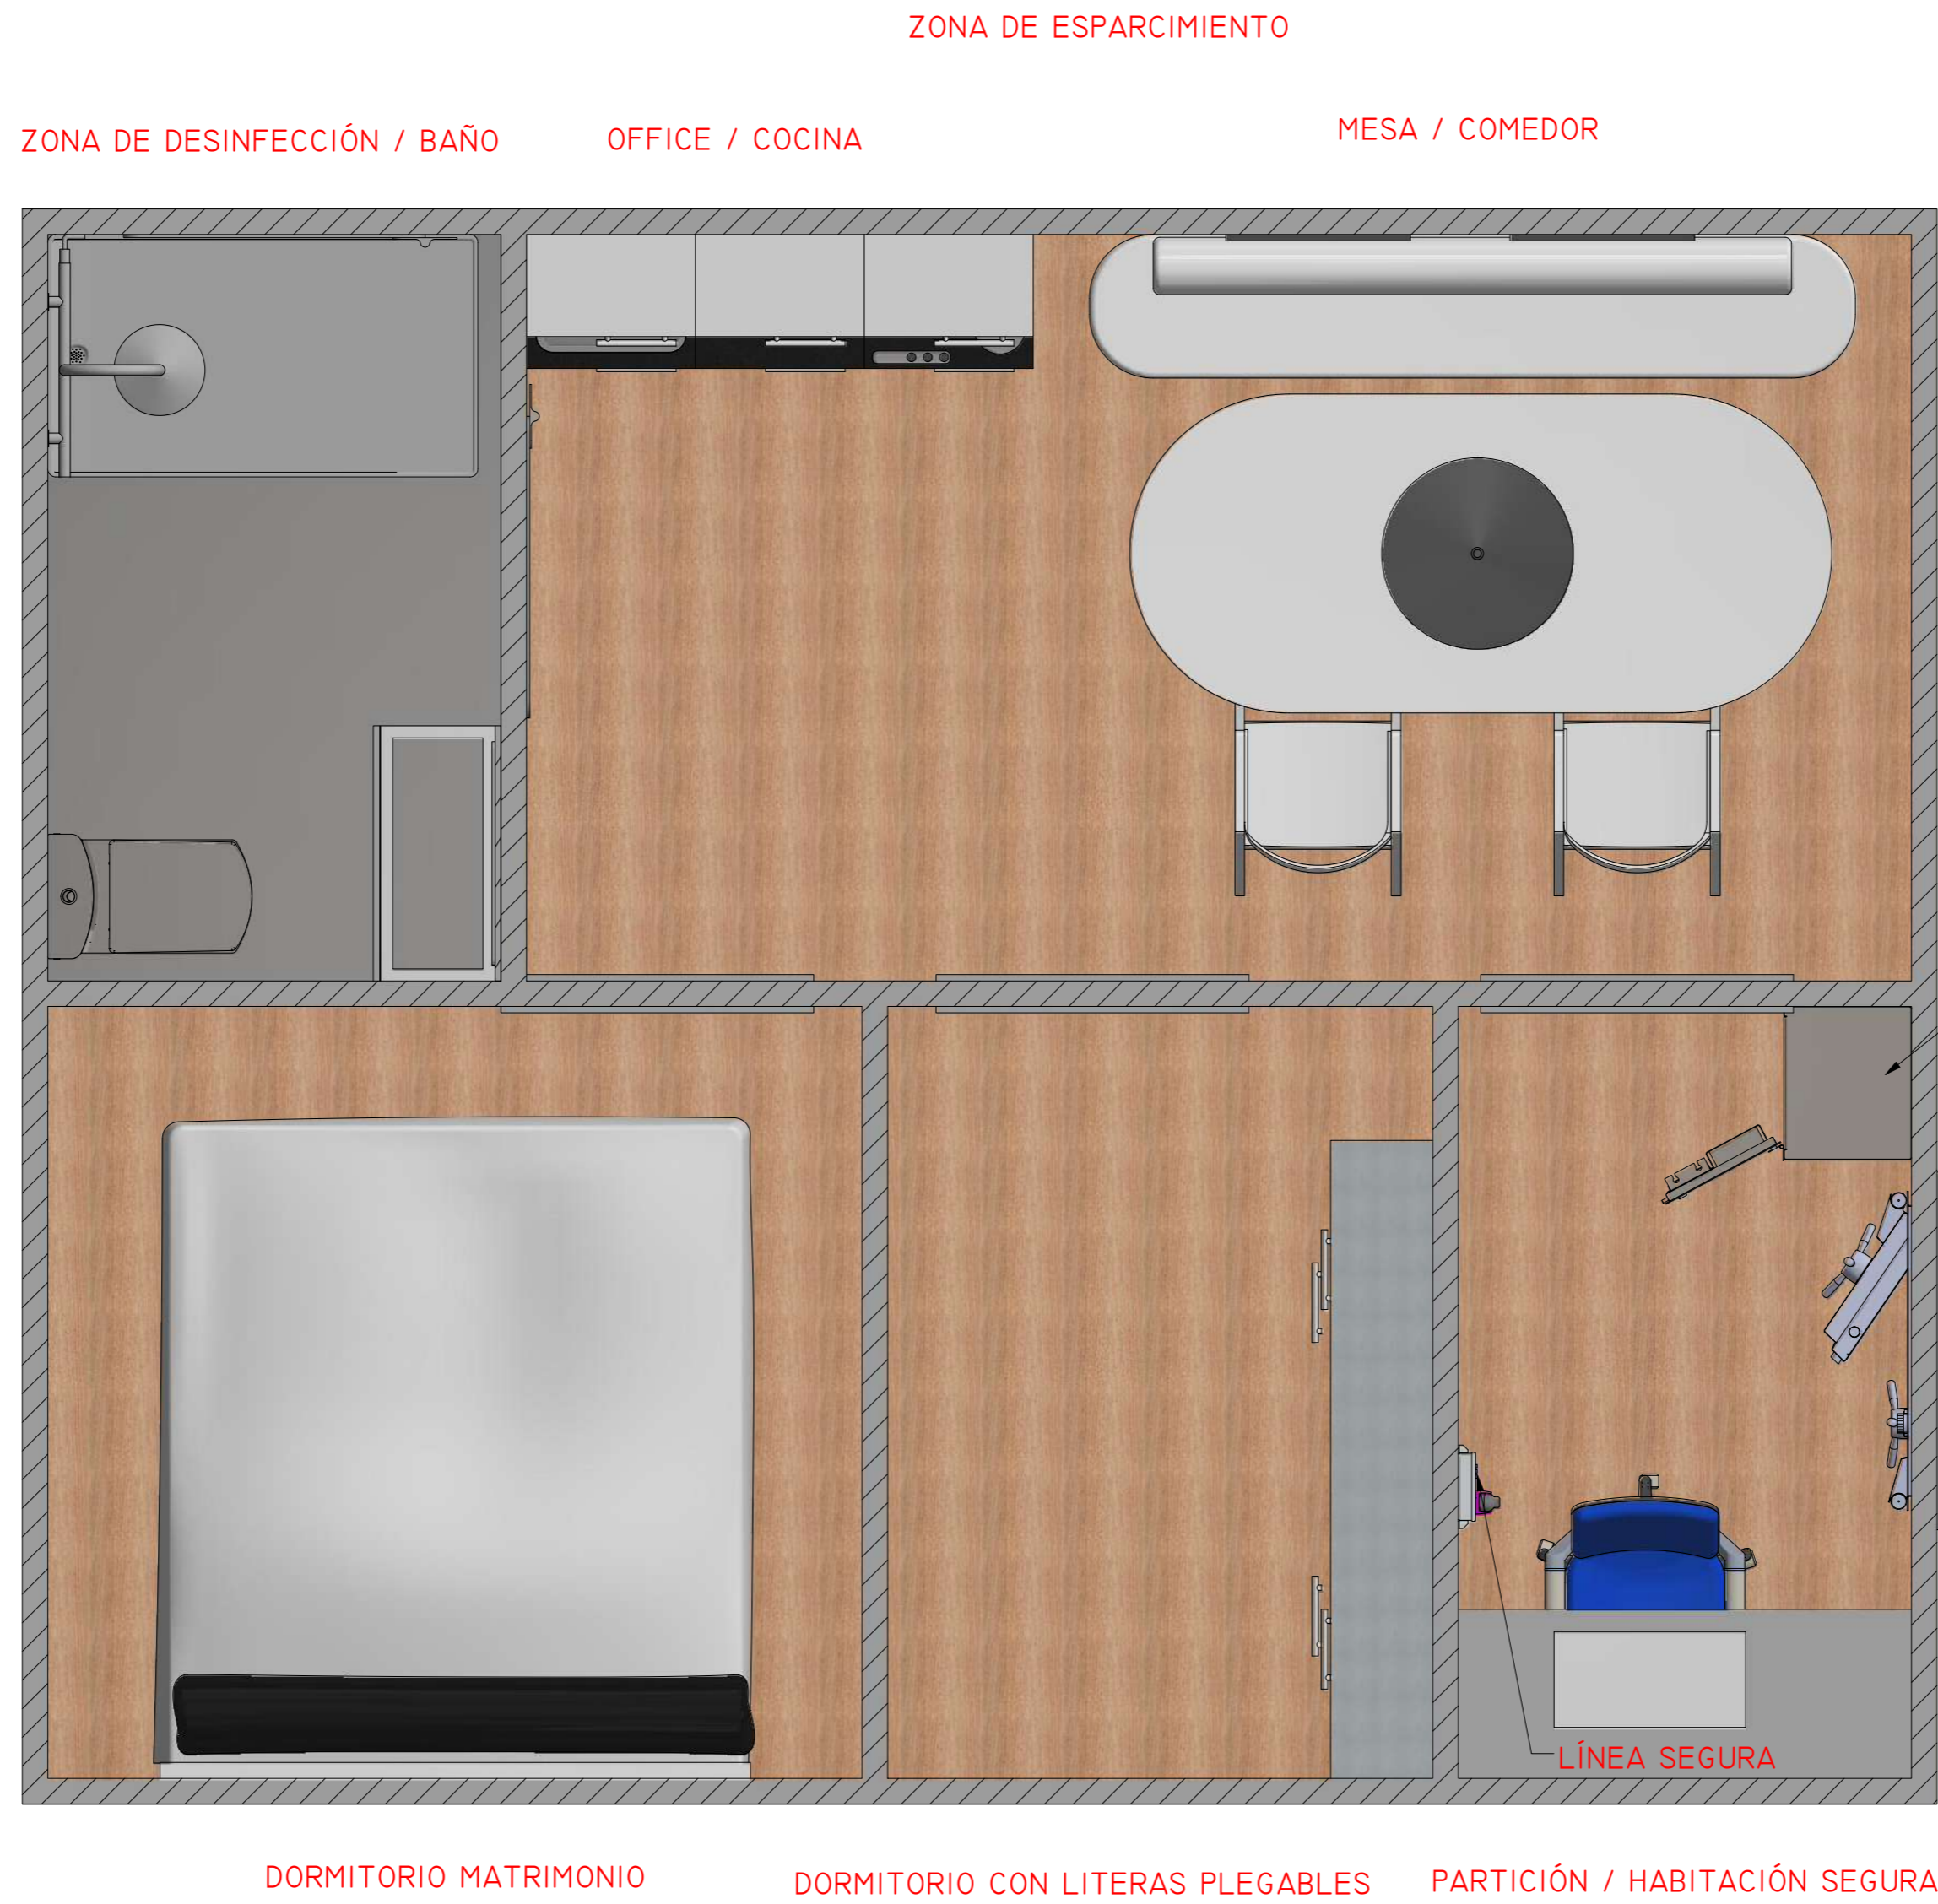 ZONA DE ESPARCIMIENTO
ZONA DE DESINFECCIÓN / BAÑO
OFFICE / COCINA
MESA / COMEDOR
LÍNEA SEGURA
DORMITORIO MATRIMONIO
DORMITORIO CON LITERAS PLEGABLES
PARTICIÓN / HABITACIÓN SEGURA